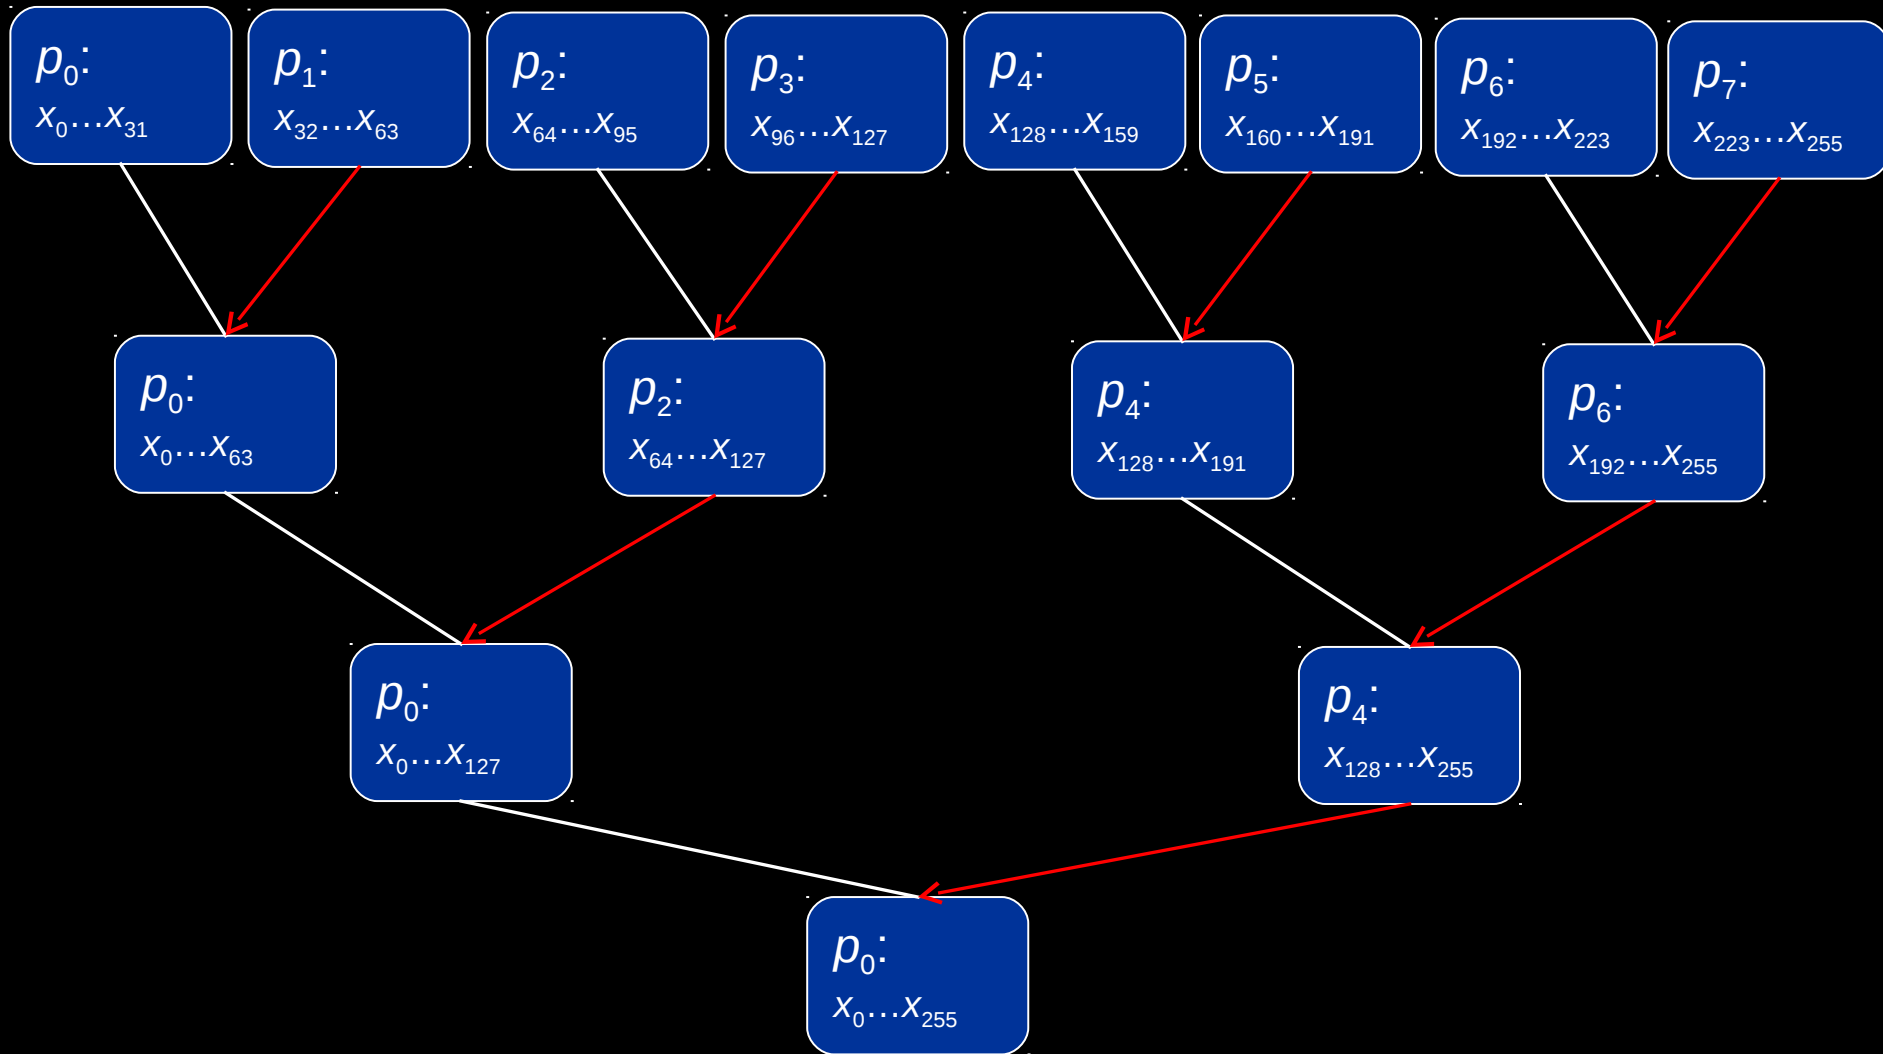 p0:
x0…x31
p1:
x32…x63
p2:
x64…x95
p3:
x96…x127
p4:
x128…x159
p5:
x160…x191
p6:
x192…x223
p7:
x223…x255
p0:
x0…x63
p2:
x64…x127
p4:
x128…x191
p6:
x192…x255
p0:
x0…x127
p4:
x128…x255
p0:
x0…x255